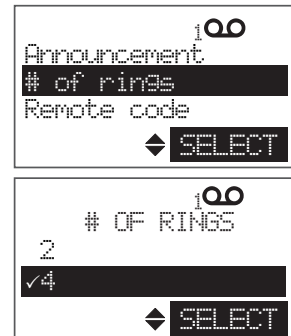 1
Announcement
# of rings
Remote code
SELECT
1
# OF RINGS
2
✓4
SELECT